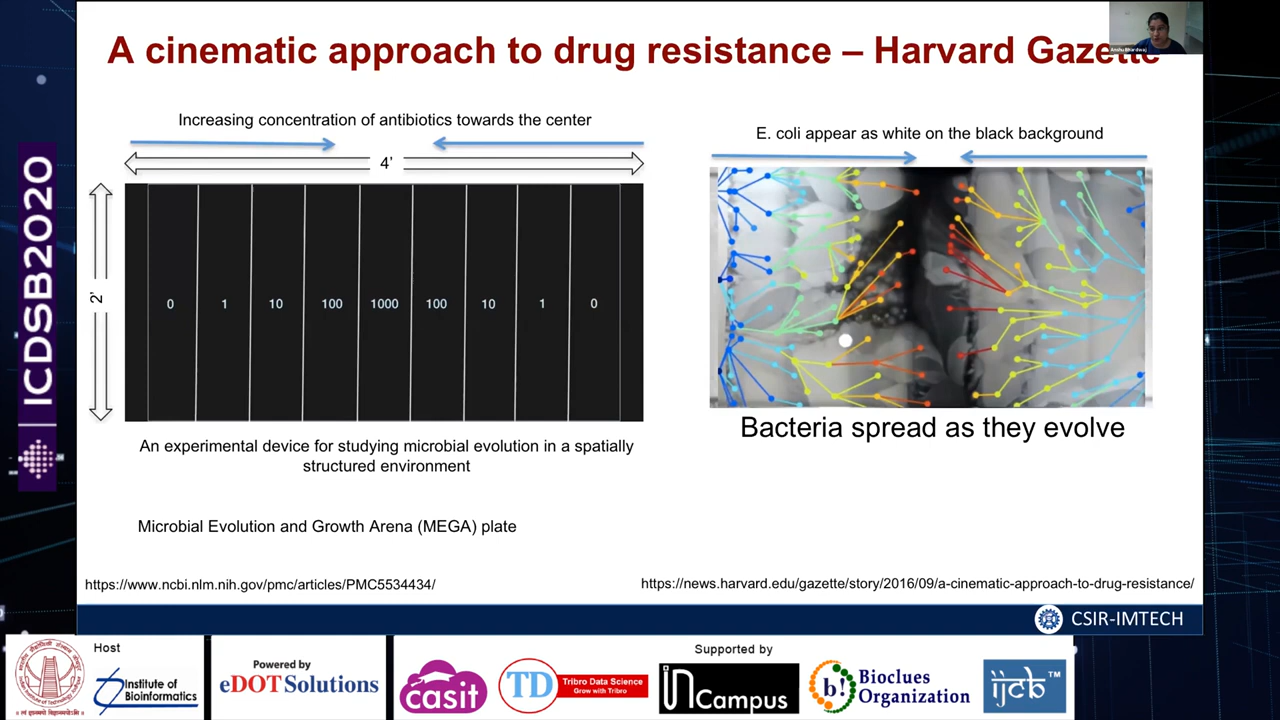 A cinematic approach to drug resistance – Harvard Gazette
Anshu Bhardwaj
Increasing concentration of antibiotics towards the center
4'
2'
0 1 10 100 1000 100 10 1 0
An experimental device for studying microbial evolution in a spatially
structured environment
Microbial Evolution and Growth Arena (MEGA) plate
https://www.ncbi.nlm.nih.gov/pmc/articles/PMC5534434/
E. coli appear as white on the black background
Bacteria spread as they evolve
https://news.harvard.edu/gazette/story/2016/09/a-cinematic-approach-to-drug-resistance/
CSIR-IMTECH
ICDSB2020
Host
Institute of
Bioinformatics
Powered by
eDOT Solutions
Supported by
casit
TD
Tribro Data Science
Grow with Tribro
inCampus
b!
Bioclues
Organization
ijcb™